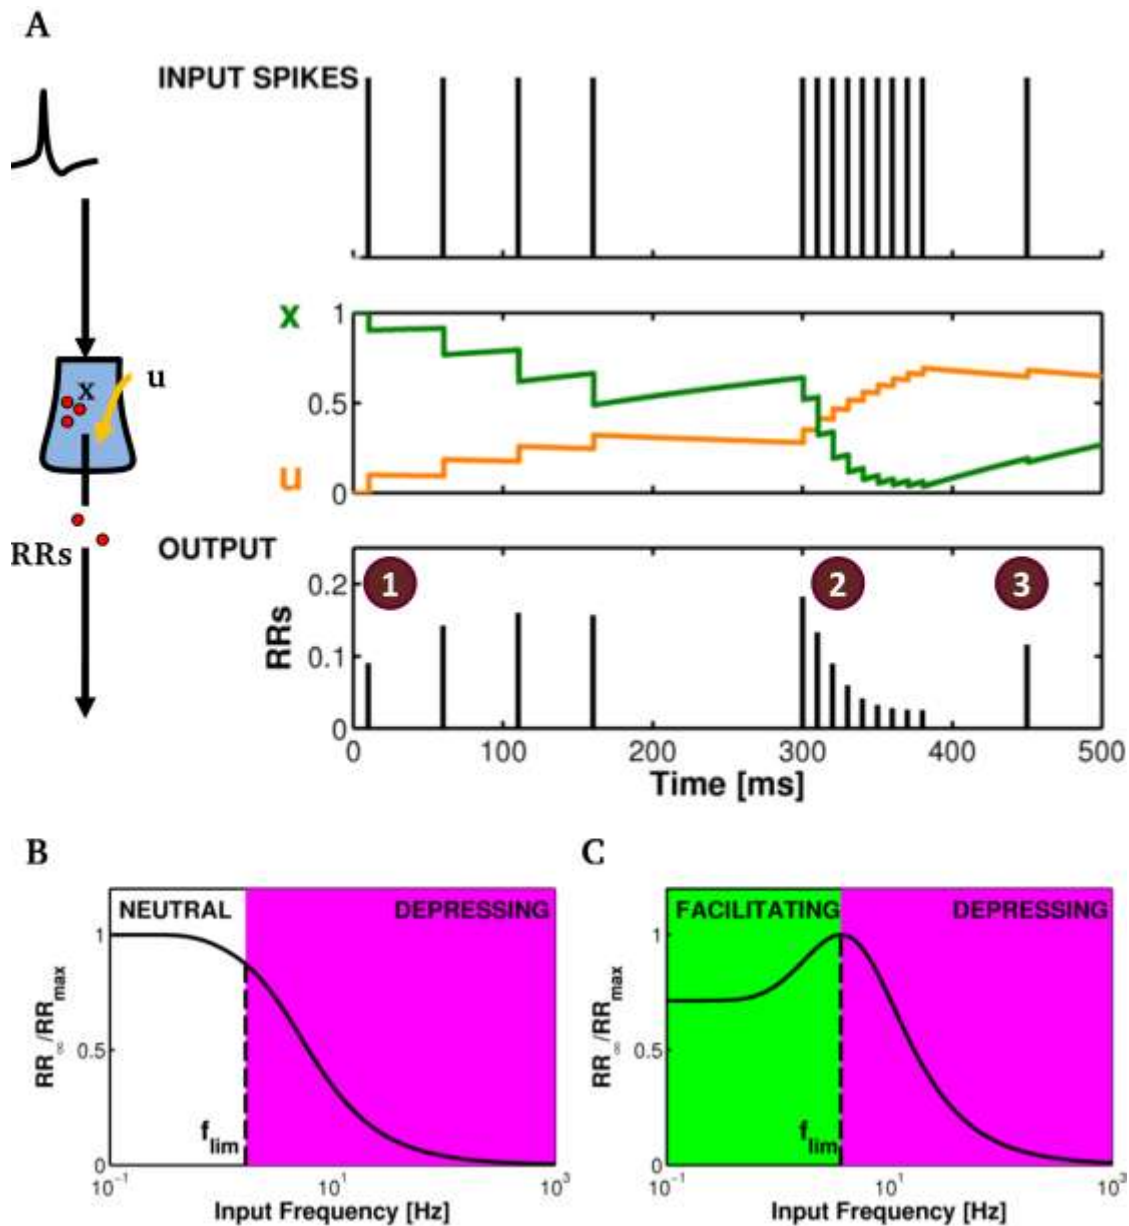 A
INPUT SPIKES
x
1
0.5
0
u
x
u
RRs
OUTPUT
RRs
0.2
0.1
0
1
2
3
0 100 200 300 400 500
Time [ms]
B
NEUTRAL DEPRESSING
RR∞/RRmax
1
0.5
0
flim
10⁻¹ 10¹ 10³
Input Frequency [Hz]
C
FACILITATING DEPRESSING
RR∞/RRmax
1
0.5
0
flim
10⁻¹ 10¹ 10³
Input Frequency [Hz]